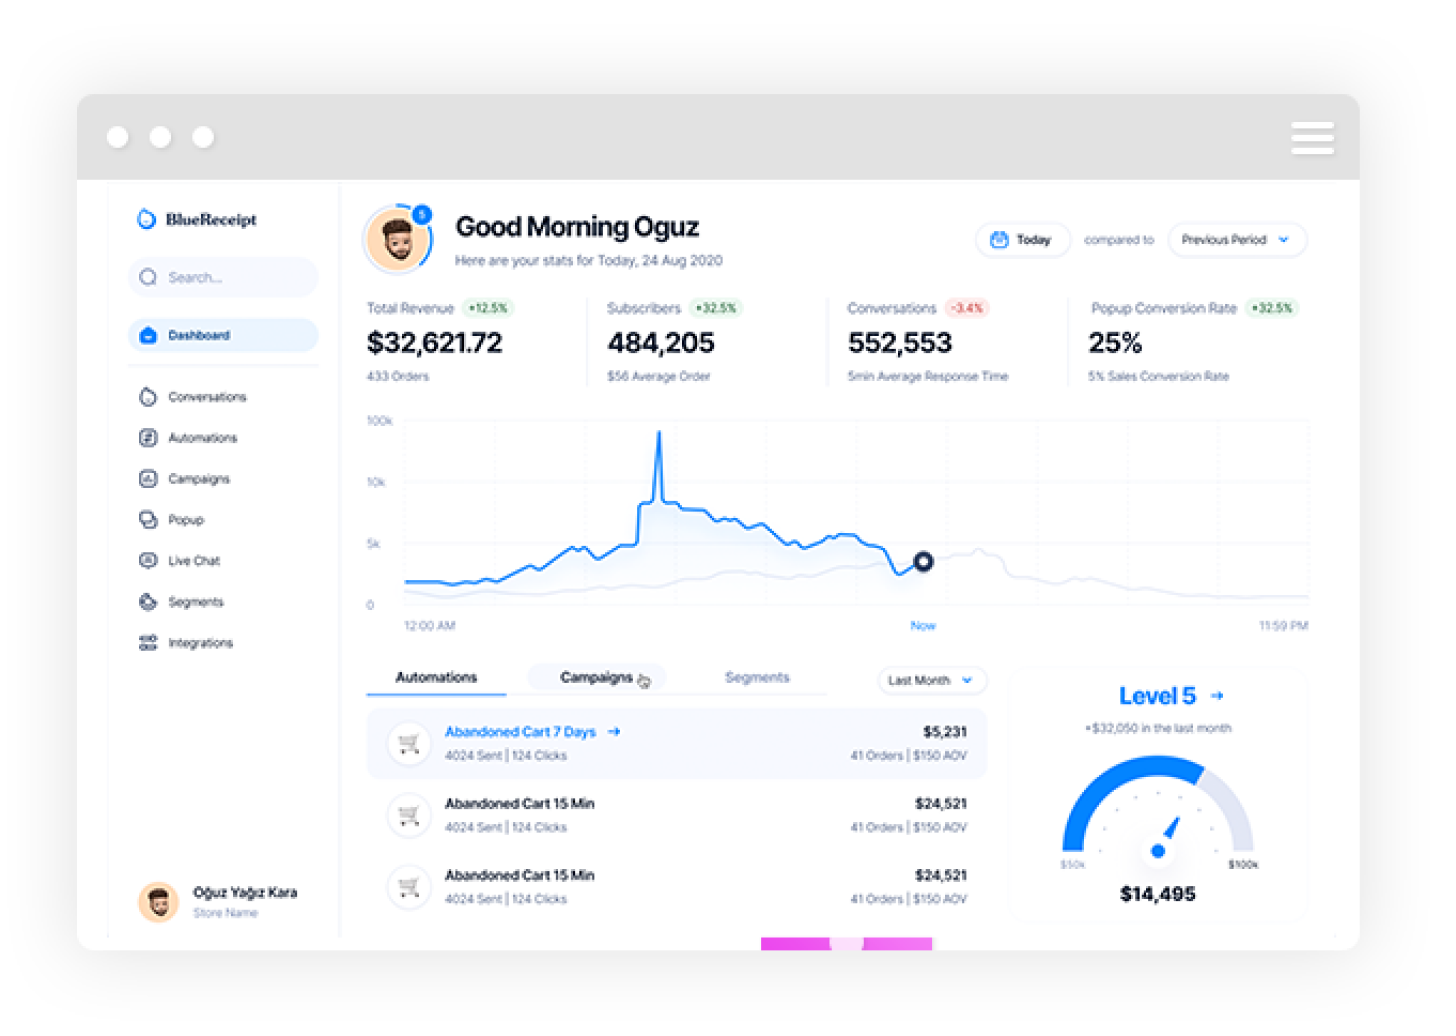 BlueReceipt
Search...
Dashboard
Conversations
Automations
Campaigns
Popup
Live Chat
Segments
Integrations
Oğuz Yağız Kara
Store Name
5
Good Morning Oguz
Here are your stats for Today, 24 Aug 2020
Today compared to Previous Period
Total Revenue +12.5%
$32,621.72
433 Orders
Subscribers +32.5%
484,205
$56 Average Order
Conversations -3.4%
552,553
5min Average Response Time
Popup Conversion Rate +32.5%
25%
5% Sales Conversion Rate
100k
10k
5k
0
12:00 AM Now 11:59 PM
Automations Campaigns Segments Last Month
Abandoned Cart 7 Days → $5,231
4024 Sent | 124 Clicks 41 Orders | $150 AOV
Abandoned Cart 15 Min $24,521
4024 Sent | 124 Clicks 41 Orders | $150 AOV
Abandoned Cart 15 Min $24,521
4024 Sent | 124 Clicks 41 Orders | $150 AOV
Level 5 →
+$32,050 in the last month
$50k $100k
$14,495